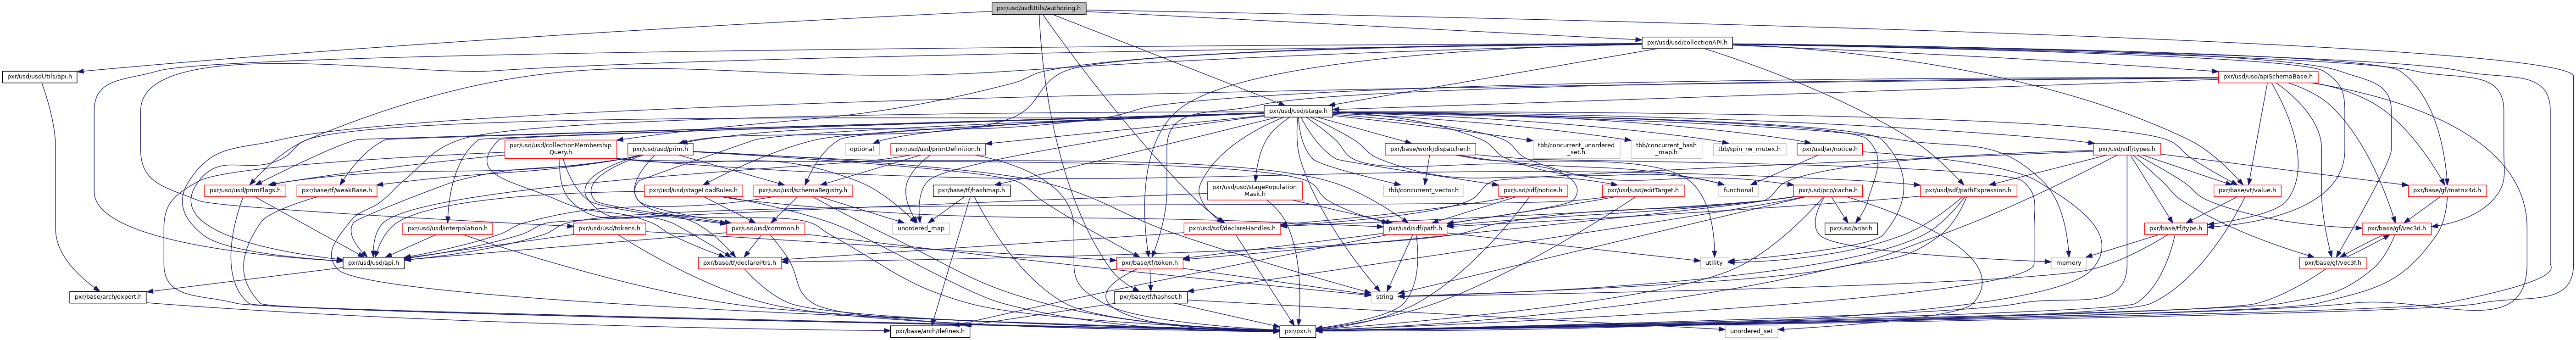 pxr/usd/usdUtils/authoring.h
pxr/usd/usd/collectionAPI.h
pxr/usd/usdUtils/api.h
pxr/usd/usd/apiSchemaBase.h
pxr/usd/usd/stage.h
pxr/usd/usd/collectionMembership
Query.h
pxr/usd/usd/prim.h
optional
pxr/usd/usd/primDefinition.h
pxr/base/work/dispatcher.h
tbb/concurrent_unordered
_set.h
tbb/concurrent_hash
_map.h
tbb/spin_rw_mutex.h
pxr/usd/ar/notice.h
pxr/usd/sdf/types.h
pxr/usd/usd/primFlags.h
pxr/base/tf/weakBase.h
pxr/usd/usd/stageLoadRules.h
pxr/usd/usd/schemaRegistry.h
pxr/base/tf/hashmap.h
pxr/usd/usd/stagePopulation
Mask.h
tbb/concurrent_vector.h
pxr/usd/sdf/notice.h
pxr/usd/usd/editTarget.h
functional
pxr/usd/pcp/cache.h
pxr/usd/sdf/pathExpression.h
pxr/base/vt/value.h
pxr/base/gf/matrix4d.h
pxr/usd/usd/interpolation.h
pxr/usd/usd/tokens.h
pxr/usd/usd/common.h
unordered_map
pxr/usd/sdf/declareHandles.h
pxr/usd/sdf/path.h
pxr/usd/ar/ar.h
pxr/base/tf/type.h
pxr/base/gf/vec3d.h
pxr/usd/usd/api.h
pxr/base/tf/declarePtrs.h
pxr/base/tf/token.h
utility
memory
pxr/base/gf/vec3f.h
pxr/base/arch/export.h
pxr/base/tf/hashset.h
string
pxr/base/arch/defines.h
pxr/pxr.h
unordered_set